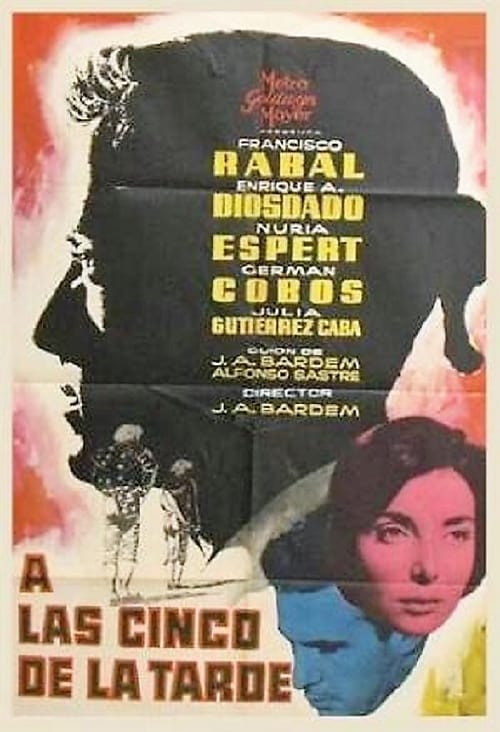 Metro
Goldwyn
Mayer
PRESENTA
FRANCISCO
RABAL
ENRIQUE A.
DIOSDADO
NURIA
ESPERT
GERMAN
COBOS
JULIA
GUTIERREZ CABA
GUION DE
J. A. BARDEM
ALFONSO SASTRE
DIRECTOR
J. A. BARDEM
A
LAS CINCO
DE LA TARDE